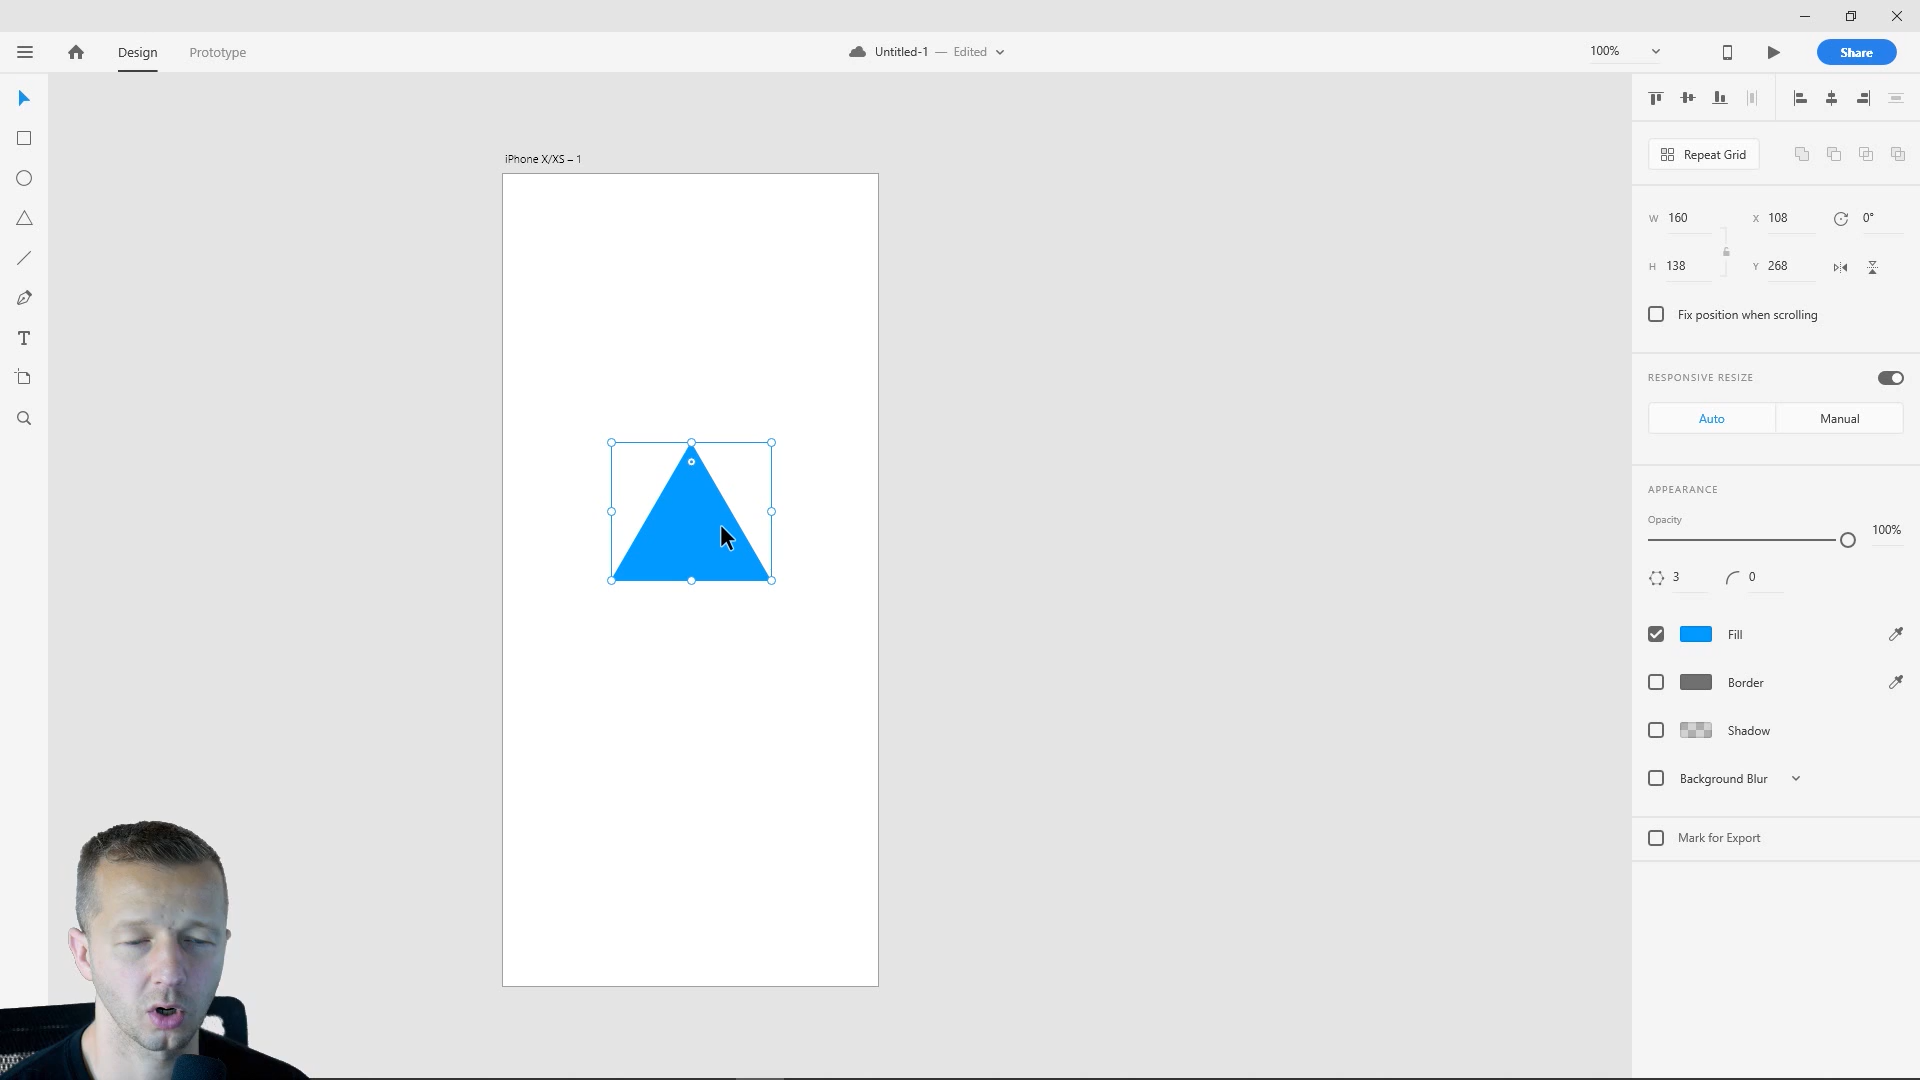 Design
Prototype
Untitled-1 — Edited
100%
Share
iPhone X/XS – 1
Repeat Grid
W 160
X 108
0°
H 138
Y 268
Fix position when scrolling
RESPONSIVE RESIZE
Auto
Manual
APPEARANCE
Opacity
100%
3
0
Fill
Border
Shadow
Background Blur
Mark for Export